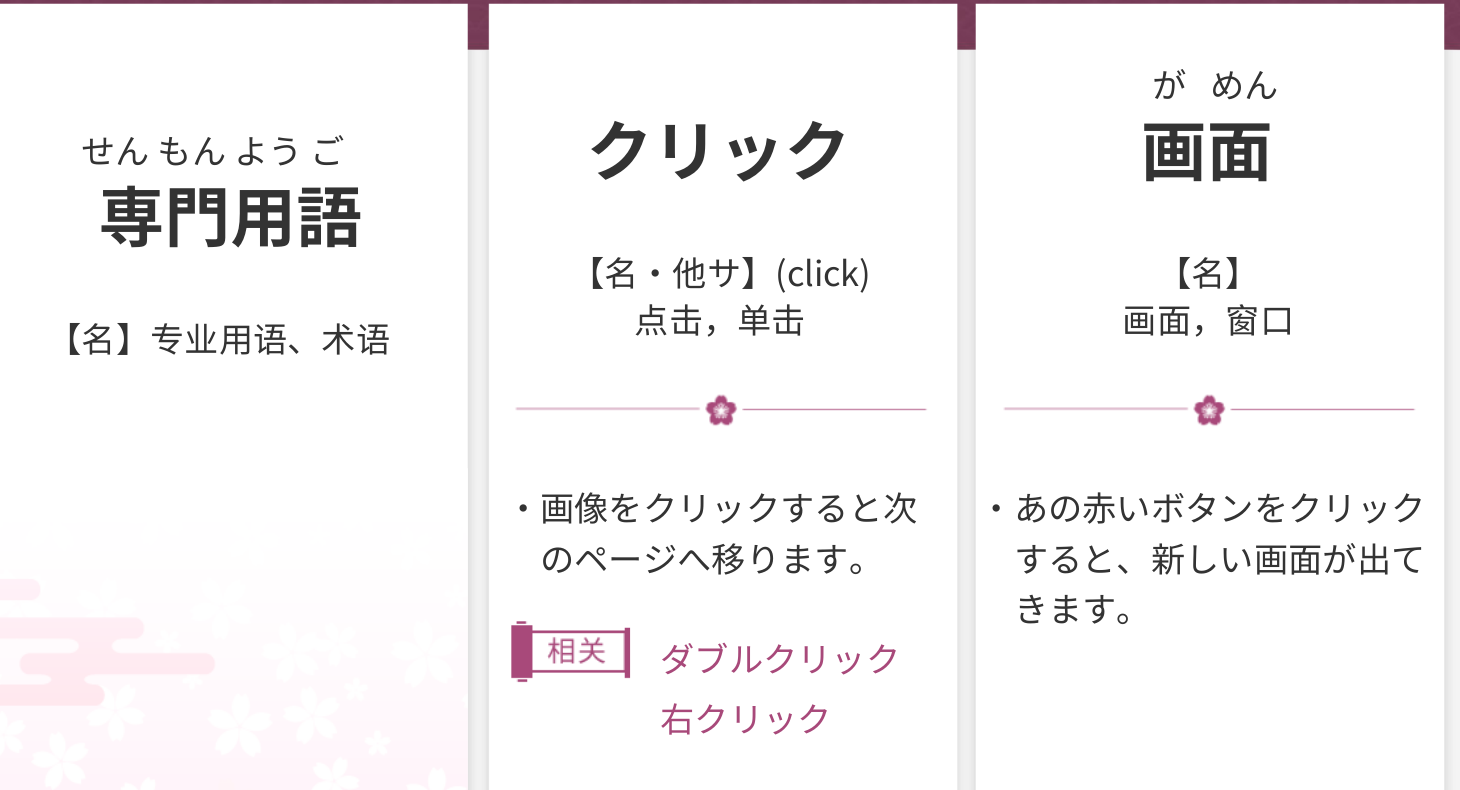 せん もん よう ご
専門用語
【名】专业用语、术语
クリック
【名・他サ】(click)
点击，单击
・画像をクリックすると次
のページへ移ります。
相关
ダブルクリック
右クリック
が めん
画面
【名】
画面，窗口
・あの赤いボタンをクリック
すると、新しい画面が出て
きます。